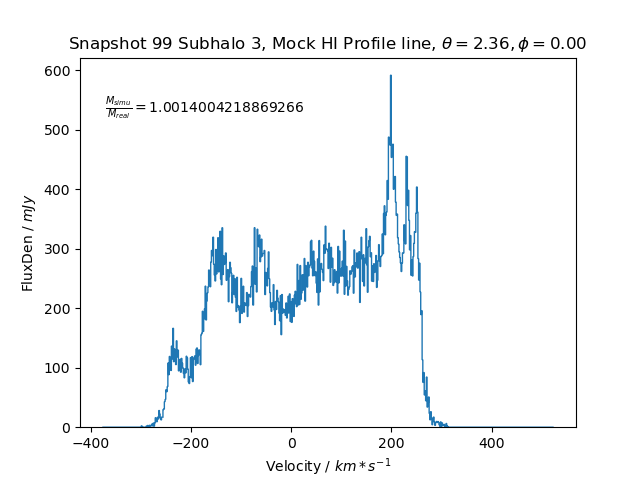 Snapshot 99 Subhalo 3, Mock HI Profile line, θ = 2.36, ϕ = 0.00
M_simu / M_real = 1.0014004218869266
600
500
400
300
200
100
0
FluxDen / mJy
−400 −200 0 200 400
Velocity / km * s^−1